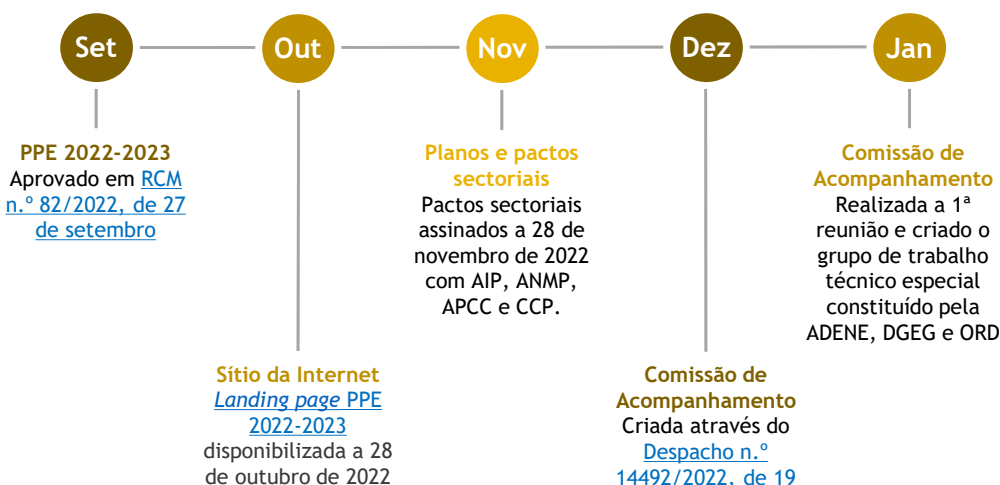 Set
Out
Nov
Dez
Jan
PPE 2022-2023
Aprovado em RCM
n.º 82/2022, de 27
de setembro
Planos e pactos
sectoriais
Pactos sectoriais
assinados a 28 de
novembro de 2022
com AIP, ANMP,
APCC e CCP.
Comissão de
Acompanhamento
Realizada a 1ª
reunião e criado o
grupo de trabalho
técnico especial
constituído pela
ADENE, DGEG e ORD
Sítio da Internet
Landing page PPE
2022-2023
disponibilizada a 28
de outubro de 2022
Comissão de
Acompanhamento
Criada através do
Despacho n.º
14492/2022, de 19